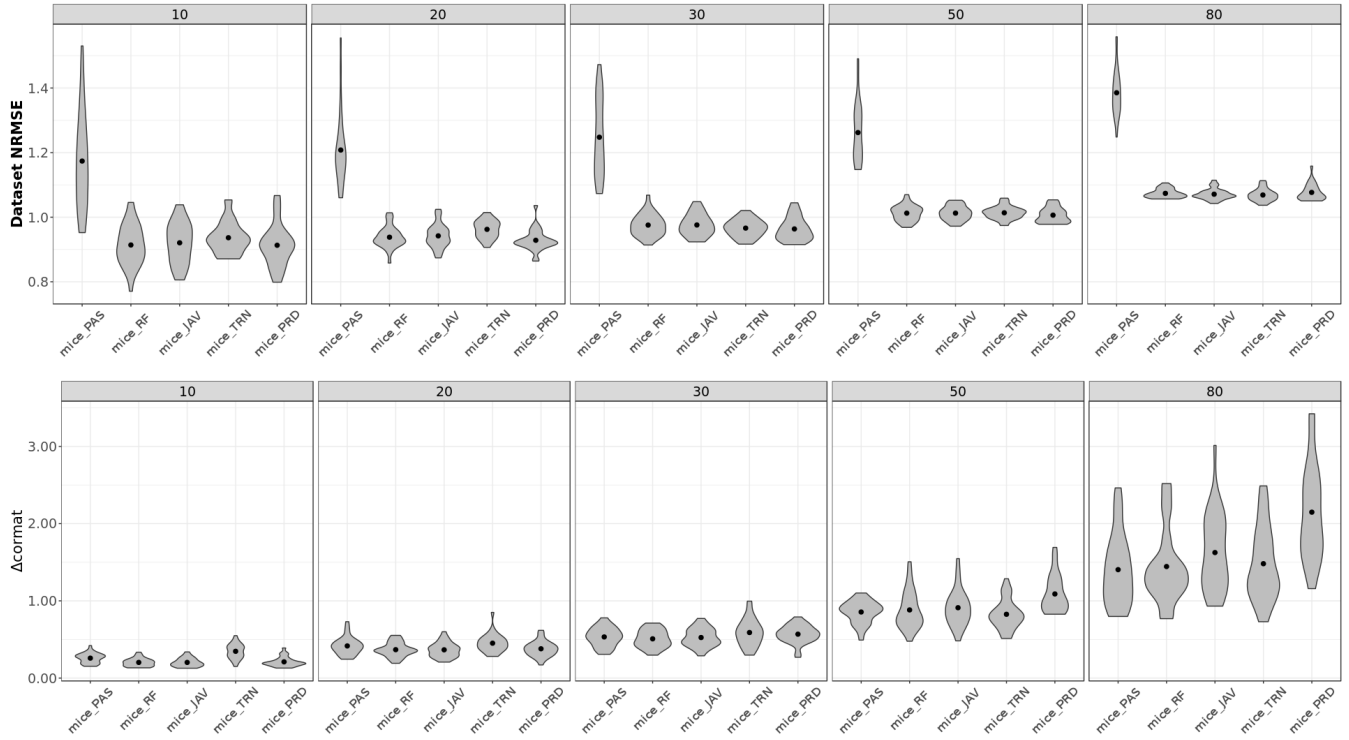 10 20 30 50 80
Dataset NRMSE
1.4
1.2
1.0
0.8
mice_PAS mice_RF mice_JAV mice_TRN mice_PRD mice_PAS mice_RF mice_JAV mice_TRN mice_PRD mice_PAS mice_RF mice_JAV mice_TRN mice_PRD mice_PAS mice_RF mice_JAV mice_TRN mice_PRD mice_PAS mice_RF mice_JAV mice_TRN mice_PRD
10 20 30 50 80
Δcormat
3.00
2.00
1.00
0.00
mice_PAS mice_RF mice_JAV mice_TRN mice_PRD mice_PAS mice_RF mice_JAV mice_TRN mice_PRD mice_PAS mice_RF mice_JAV mice_TRN mice_PRD mice_PAS mice_RF mice_JAV mice_TRN mice_PRD mice_PAS mice_RF mice_JAV mice_TRN mice_PRD